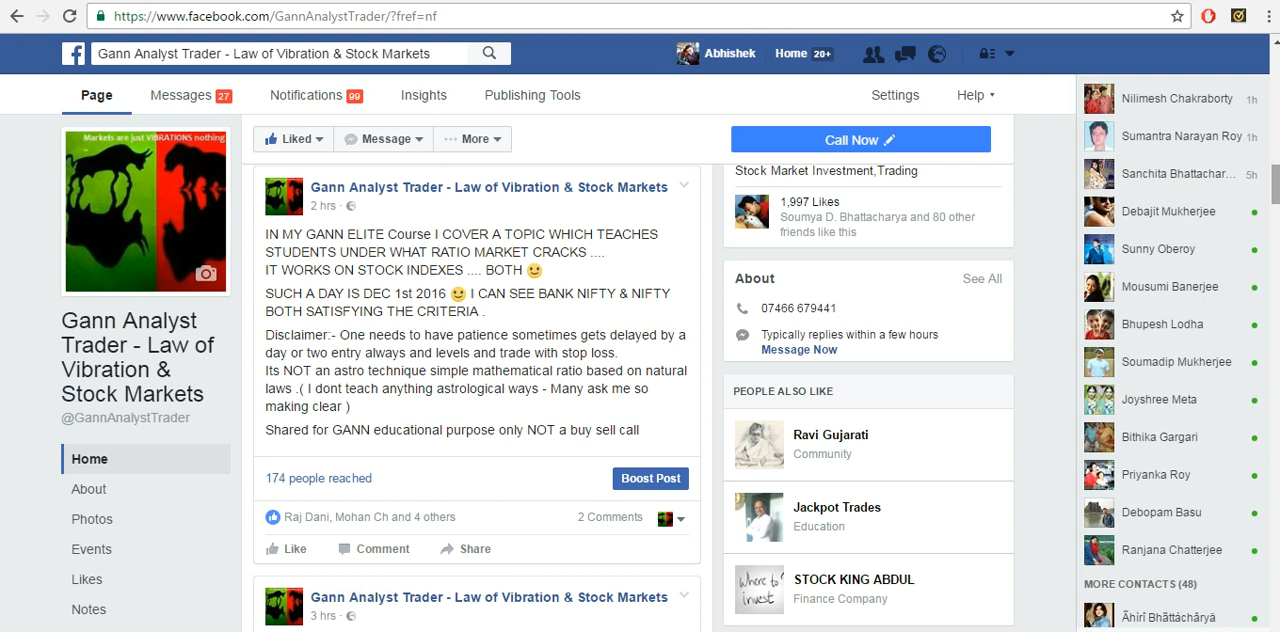 https://www.facebook.com/GannAnalystTrader/?fref=nf
Gann Analyst Trader - Law of Vibration & Stock Markets
Abhishek
Home 20+
Page
Messages 27
Notifications 99
Insights
Publishing Tools
Settings
Help
Markets are just VIBRATIONS nothing
Gann Analyst
Trader - Law of
Vibration &
Stock Markets
@GannAnalystTrader
Home
About
Photos
Events
Likes
Notes
Liked
Message
More
Call Now
Gann Analyst Trader - Law of Vibration & Stock Markets
2 hrs ·
IN MY GANN ELITE Course I COVER A TOPIC WHICH TEACHES
STUDENTS UNDER WHAT RATIO MARKET CRACKS ....
IT WORKS ON STOCK INDEXES .... BOTH
SUCH A DAY IS DEC 1st 2016 I CAN SEE BANK NIFTY & NIFTY
BOTH SATISFYING THE CRITERIA .
Disclaimer:- One needs to have patience sometimes gets delayed by a
day or two entry always and levels and trade with stop loss.
Its NOT an astro technique simple mathematical ratio based on natural
laws .( I dont teach anything astrological ways - Many ask me so
making clear )
Shared for GANN educational purpose only NOT a buy sell call
174 people reached
Boost Post
Raj Dani, Mohan Ch and 4 others
2 Comments
Like
Comment
Share
Gann Analyst Trader - Law of Vibration & Stock Markets
3 hrs ·
Stock Market Investment,Trading
1,997 Likes
Soumya D. Bhattacharya and 80 other
friends like this
About
See All
07466 679441
Typically replies within a few hours
Message Now
PEOPLE ALSO LIKE
Ravi Gujarati
Community
Jackpot Trades
Education
where to
invest
STOCK KING ABDUL
Finance Company
Nilimesh Chakraborty 1h
Sumantra Narayan Roy 1h
Sanchita Bhattachar... 5h
Debajit Mukherjee
Sunny Oberoy
Mousumi Banerjee
Bhupesh Lodha
Soumadip Mukherjee
Joyshree Meta
Bithika Gargari
Priyanka Roy
Debopam Basu
Ranjana Chatterjee
MORE CONTACTS (48)